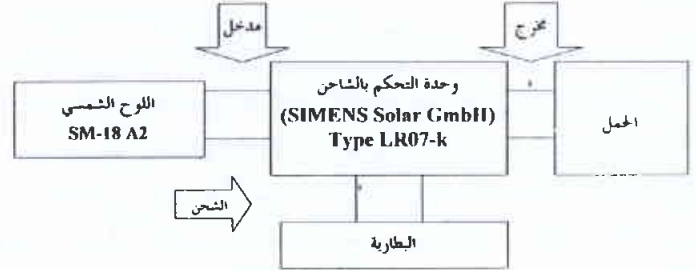 مدخل
مخرج
اللوح الشمسي
SM-18 A2
وحدة التحكم بالشاحن
(SIMENS Solar GmbH)
Type LR07-k
الحمل
الشحن
البطارية